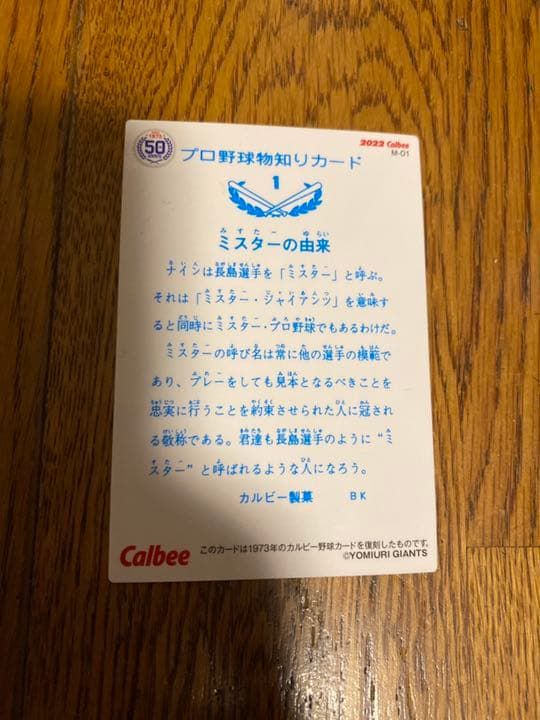 50
2022 Calbee
M-01
プロ野球物知りカード
1
みすたー ゆらい
ミスターの由来
ナインは長島選手を「ミスター」と呼ぶ。
それは「ミスター・ジャイアンツ」を意味す
ると同時にミスター・プロ野球でもあるわけだ。
ミスターの呼び名は常に他の選手の模範で
あり、プレーをしても見本となるべきことを
忠実に行うことを約束させられた人に冠され
る敬称である。君達も長島選手のように“ミ
スター”と呼ばれるような人になろう。
カルビー製菓 BK
Calbee
このカードは1973年のカルビー野球カードを復刻したものです。
©YOMIURI GIANTS